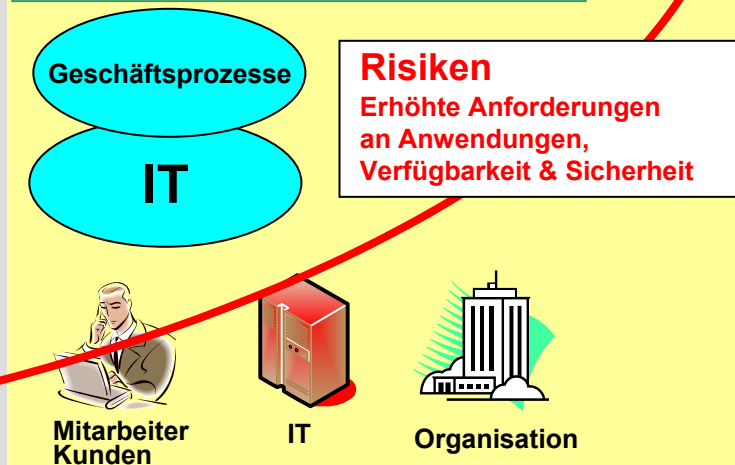 Geschäftsprozesse
IT
Risiken
Erhöhte Anforderungen
an Anwendungen,
Verfügbarkeit & Sicherheit
Mitarbeiter
Kunden
IT
Organisation